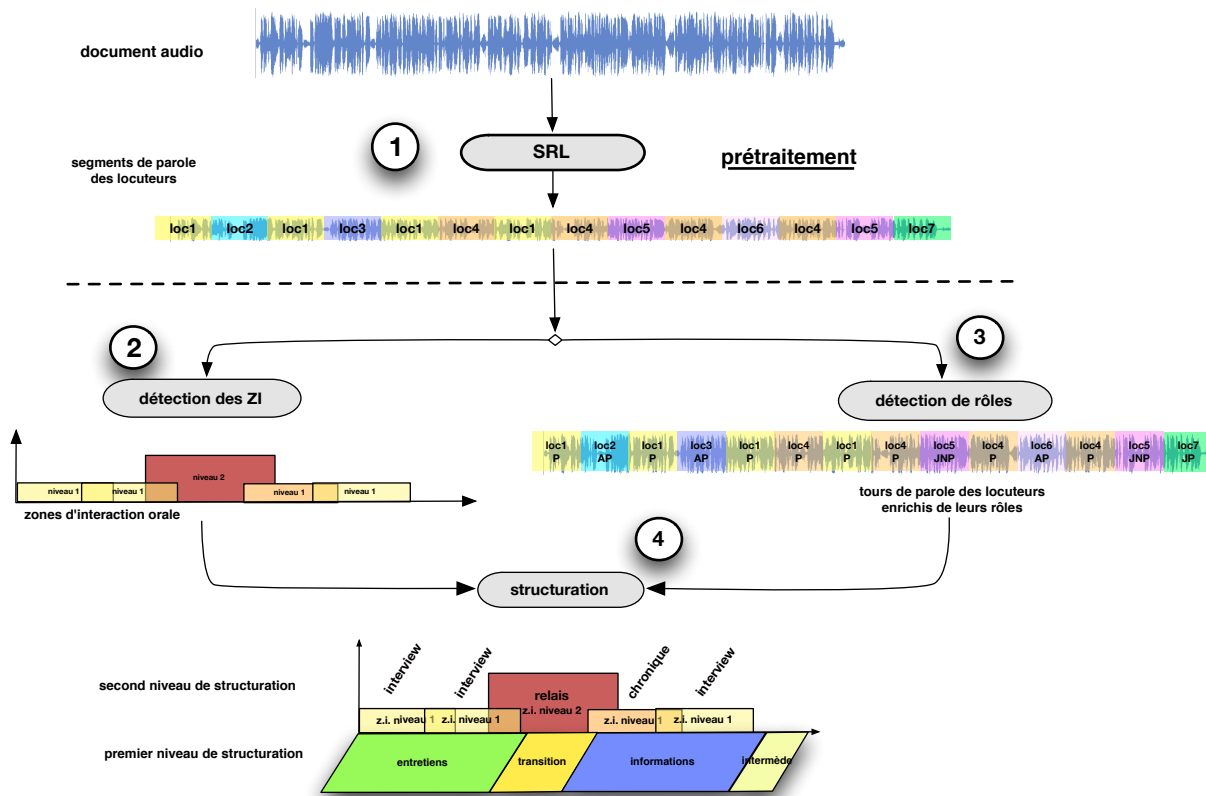 document audio
1
SRL
prétraitement
segments de parole
des locuteurs
loc1 loc2 loc1 loc3 loc1 loc4 loc1 loc4 loc5 loc4 loc6 loc4 loc5 loc7
2
3
détection des ZI
détection de rôles
loc1 loc2 loc1 loc3 loc1 loc4 loc1 loc4 loc5 loc4 loc6 loc4 loc5 loc7
P AP P AP P P P P JNP P AP P JNP JP
niveau 2
niveau 1 niveau 1 niveau 1 niveau 1
zones d'interaction orale
tours de parole des locuteurs
enrichis de leurs rôles
4
structuration
interview interview chronique interview
second niveau de structuration
relais
z.i. niveau 2
z.i. niveau 1 z.i. niveau 1 z.i. niveau 1 z.i. niveau 1
premier niveau de structuration
entretiens transition informations intermède